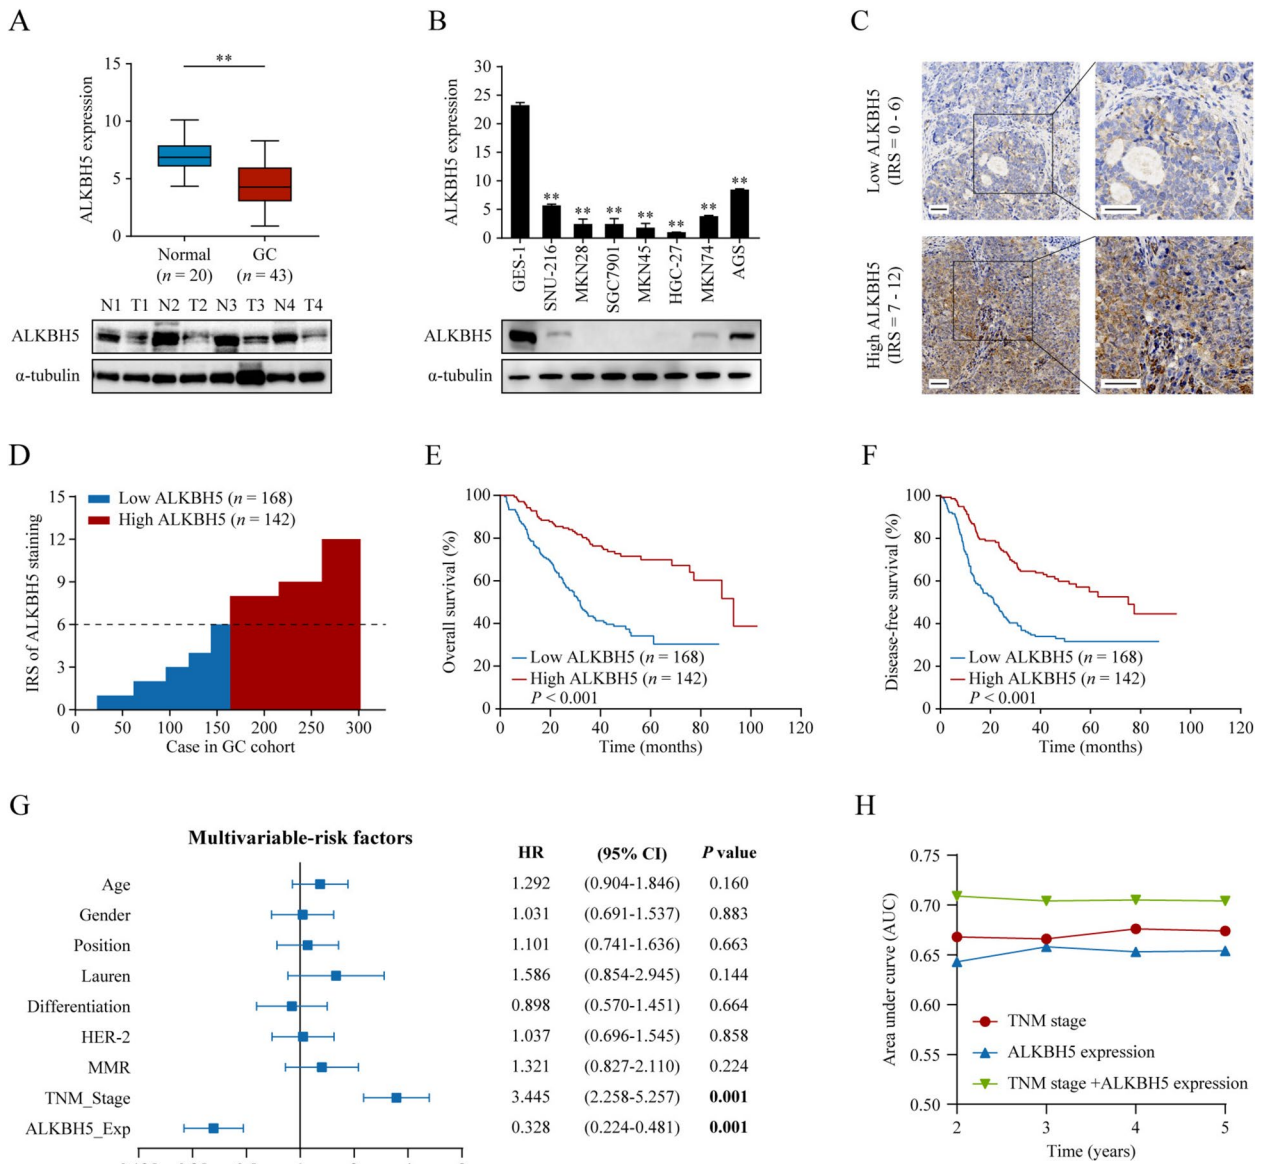 A
ALKBH5 expression
15
10
5
0
**
Normal
(n = 20)
GC
(n = 43)
N1 T1 N2 T2 N3 T3 N4 T4
ALKBH5
α-tubulin
B
ALKBH5 expression
30
25
20
15
10
5
0
** ** ** ** ** ** **
GES-1
SNU-216
MKN28
SGC7901
MKN45
HGC-27
MKN74
AGS
ALKBH5
α-tubulin
C
Low ALKBH5
(IRS = 0 - 6)
High ALKBH5
(IRS = 7 - 12)
D
IRS of ALKBH5 staining
15
12
9
6
3
0
Low ALKBH5 (n = 168)
High ALKBH5 (n = 142)
0 50 100 150 200 250 300
Case in GC cohort
E
Overall survival (%)
100
80
60
40
20
0
Low ALKBH5 (n = 168)
High ALKBH5 (n = 142)
P < 0.001
0 20 40 60 80 100 120
Time (months)
F
Disease-free survival (%)
100
80
60
40
20
0
Low ALKBH5 (n = 168)
High ALKBH5 (n = 142)
P < 0.001
0 20 40 60 80 100 120
Time (months)
G
Multivariable-risk factors
HR (95% CI) P value
Age 1.292 (0.904-1.846) 0.160
Gender 1.031 (0.691-1.537) 0.883
Position 1.101 (0.741-1.636) 0.663
Lauren 1.586 (0.854-2.945) 0.144
Differentiation 0.898 (0.570-1.451) 0.664
HER-2 1.037 (0.696-1.545) 0.858
MMR 1.321 (0.827-2.110) 0.224
TNM_Stage 3.445 (2.258-5.257) 0.001
ALKBH5_Exp 0.328 (0.224-0.481) 0.001
H
Area under curve (AUC)
0.75
0.70
0.65
0.60
0.55
0.50
TNM stage
ALKBH5 expression
TNM stage +ALKBH5 expression
2 3 4 5
Time (years)